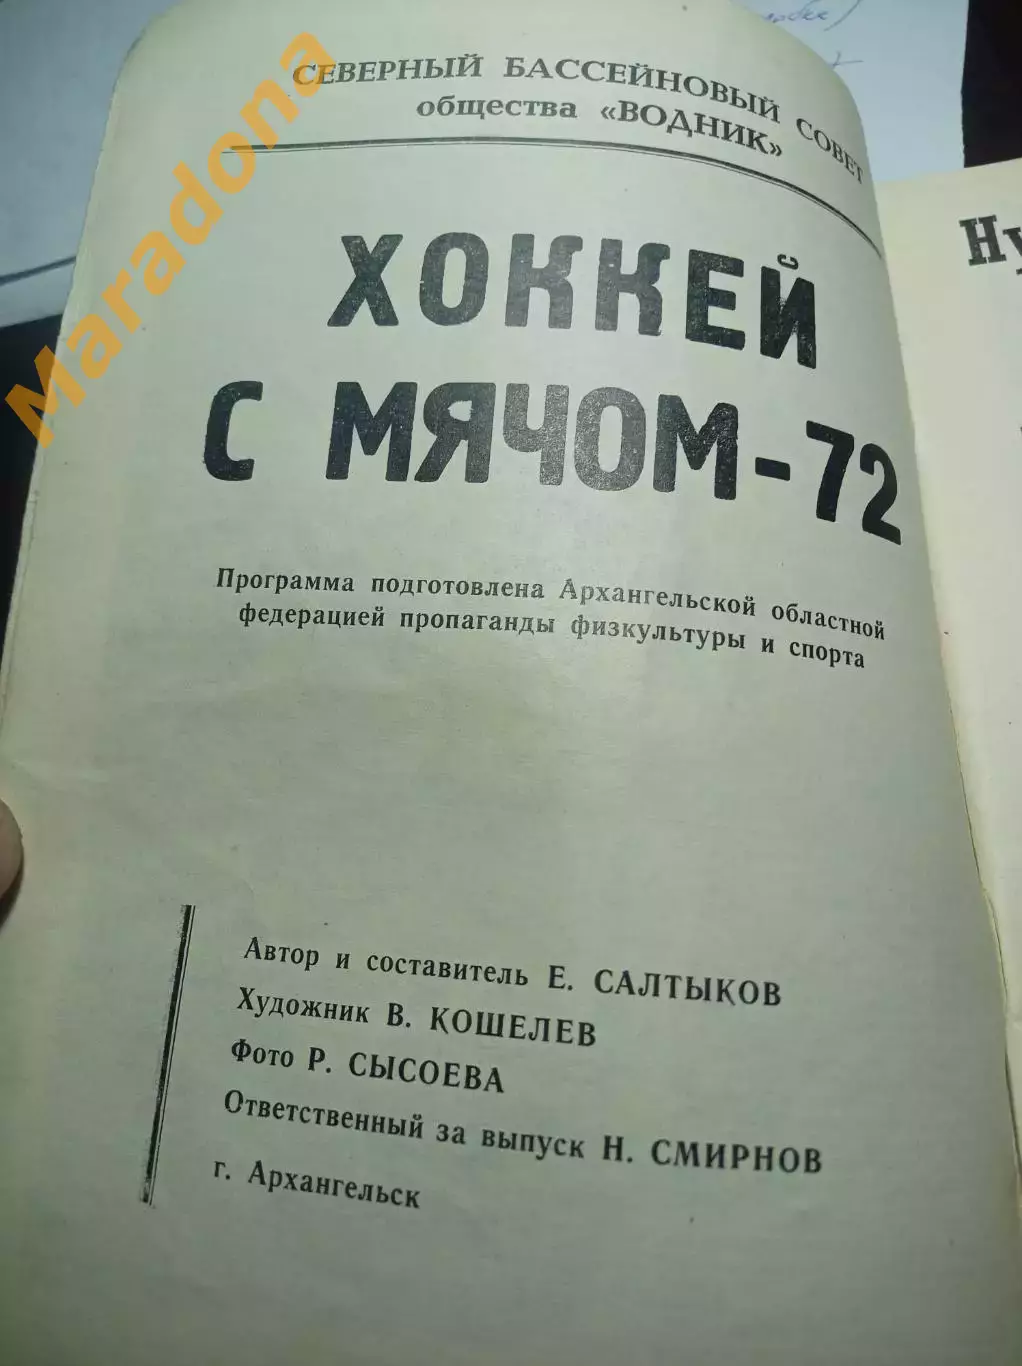 СЕВЕРНЫЙ БАССЕЙНОВЫЙ СОВЕТ
общества «ВОДНИК»
ХОККЕЙ
С МЯЧОМ-72
Программа подготовлена Архангельской областной
федерацией пропаганды физкультуры и спорта
Автор и составитель Е. САЛТЫКОВ
Художник В. КОШЕЛЕВ
Фото Р. СЫСОЕВА
Ответственный за выпуск Н. СМИРНОВ
г. Архангельск
Ну
Maradona